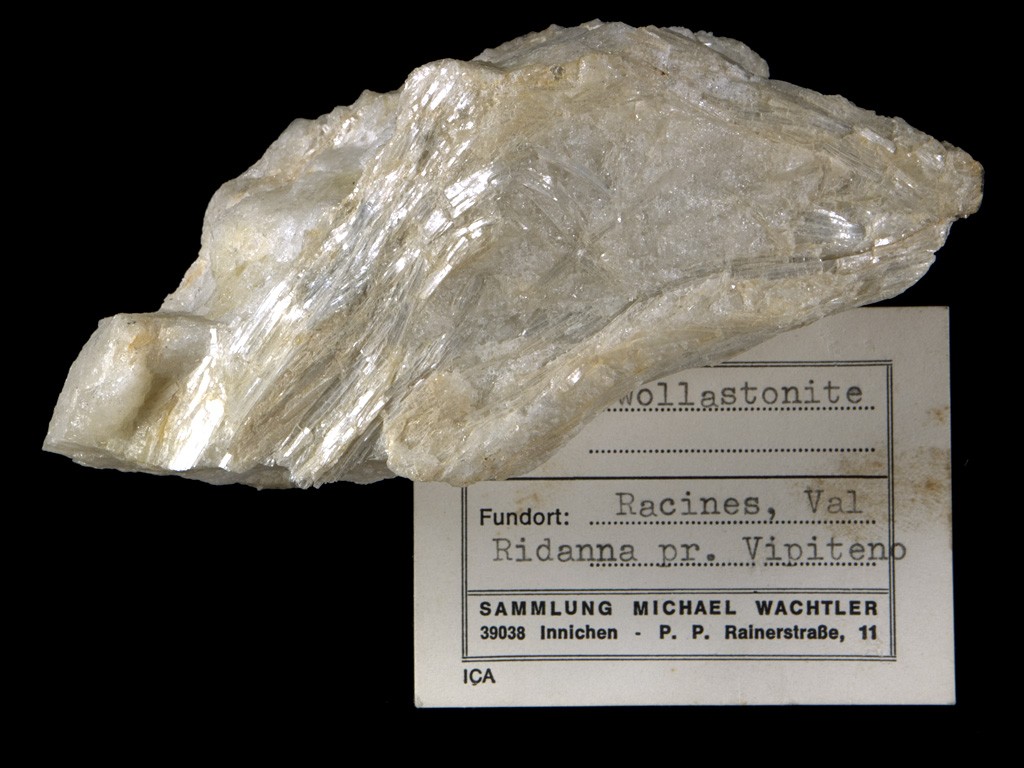 wollastonite
Fundort: Racines, Val
Ridanna pr. Vipiteno
SAMMLUNG MICHAEL WACHTLER
39038 Innichen - P. P. Rainerstraße, 11
IÇA